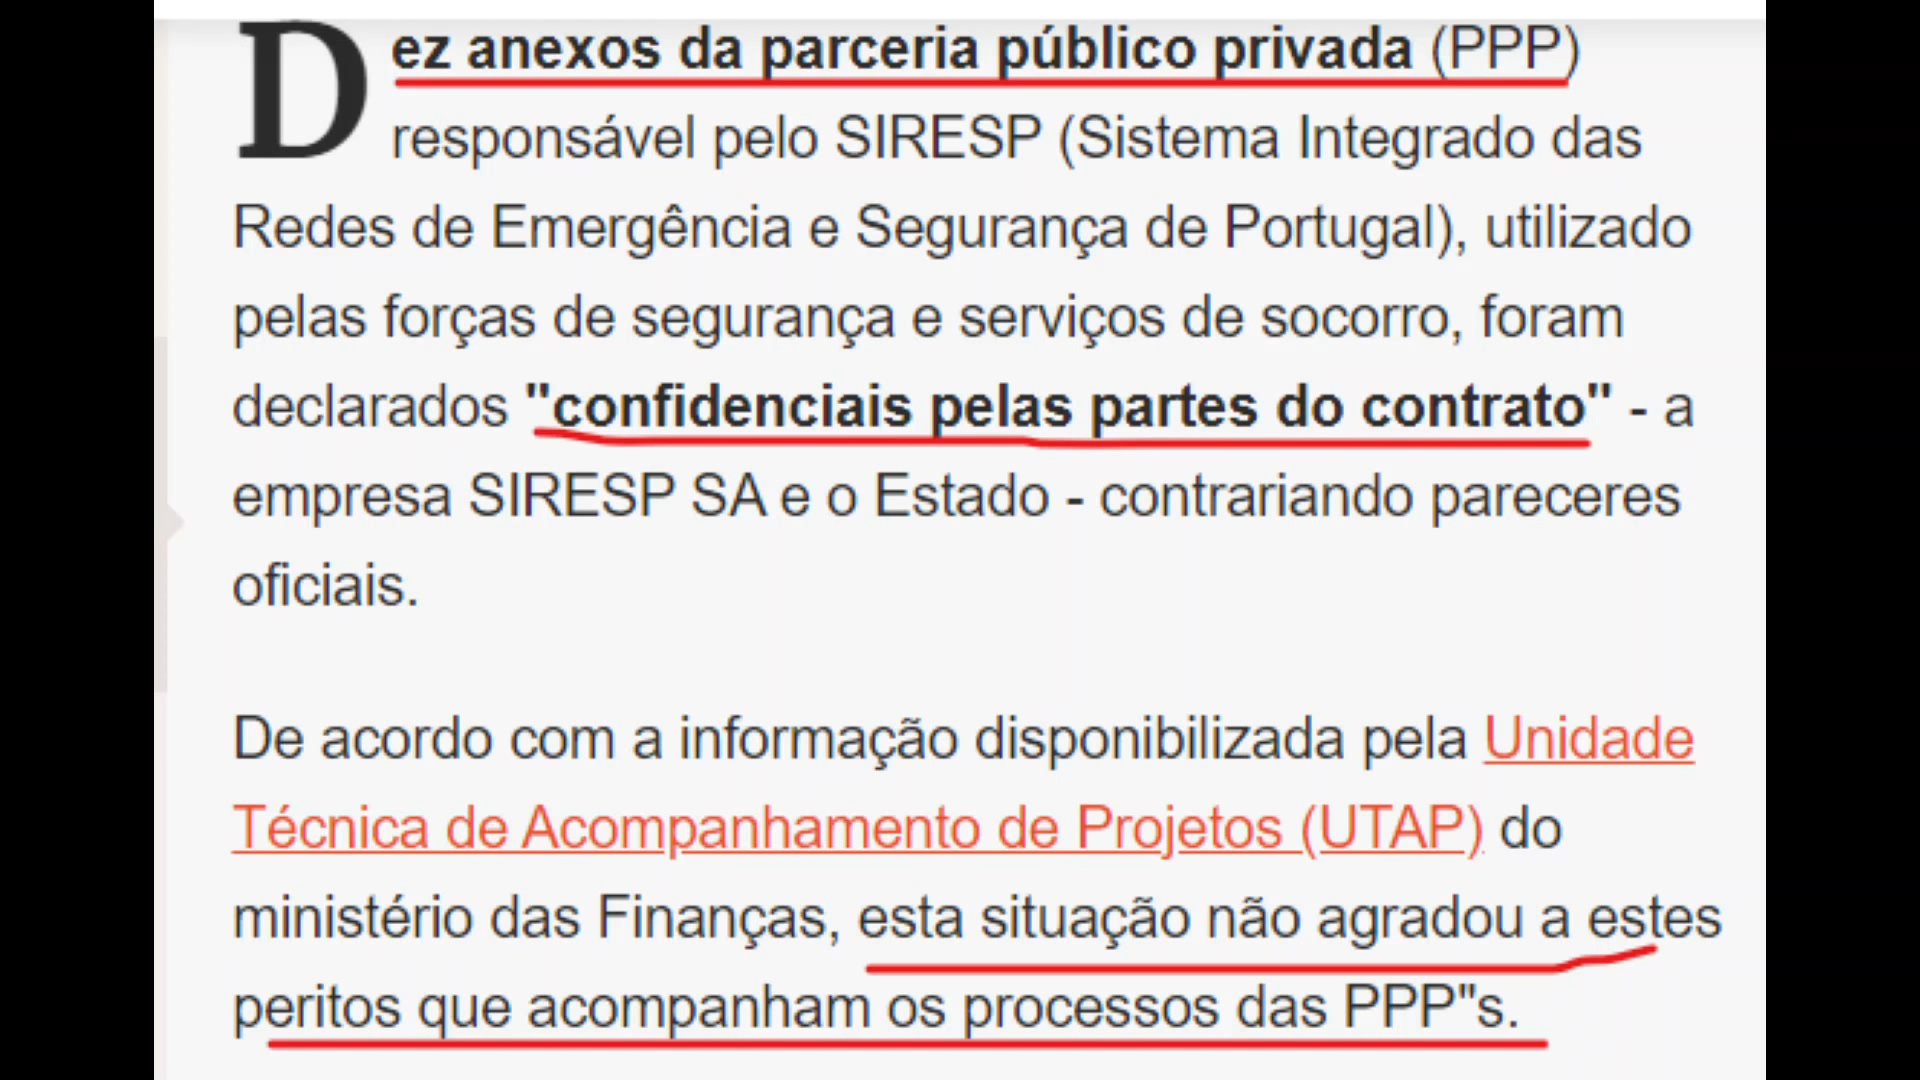 Dez anexos da parceria público privada (PPP)
responsável pelo SIRESP (Sistema Integrado das
Redes de Emergência e Segurança de Portugal), utilizado
pelas forças de segurança e serviços de socorro, foram
declarados "confidenciais pelas partes do contrato" - a
empresa SIRESP SA e o Estado - contrariando pareceres
oficiais.
De acordo com a informação disponibilizada pela Unidade
Técnica de Acompanhamento de Projetos (UTAP) do
ministério das Finanças, esta situação não agradou a estes
peritos que acompanham os processos das PPP"s.